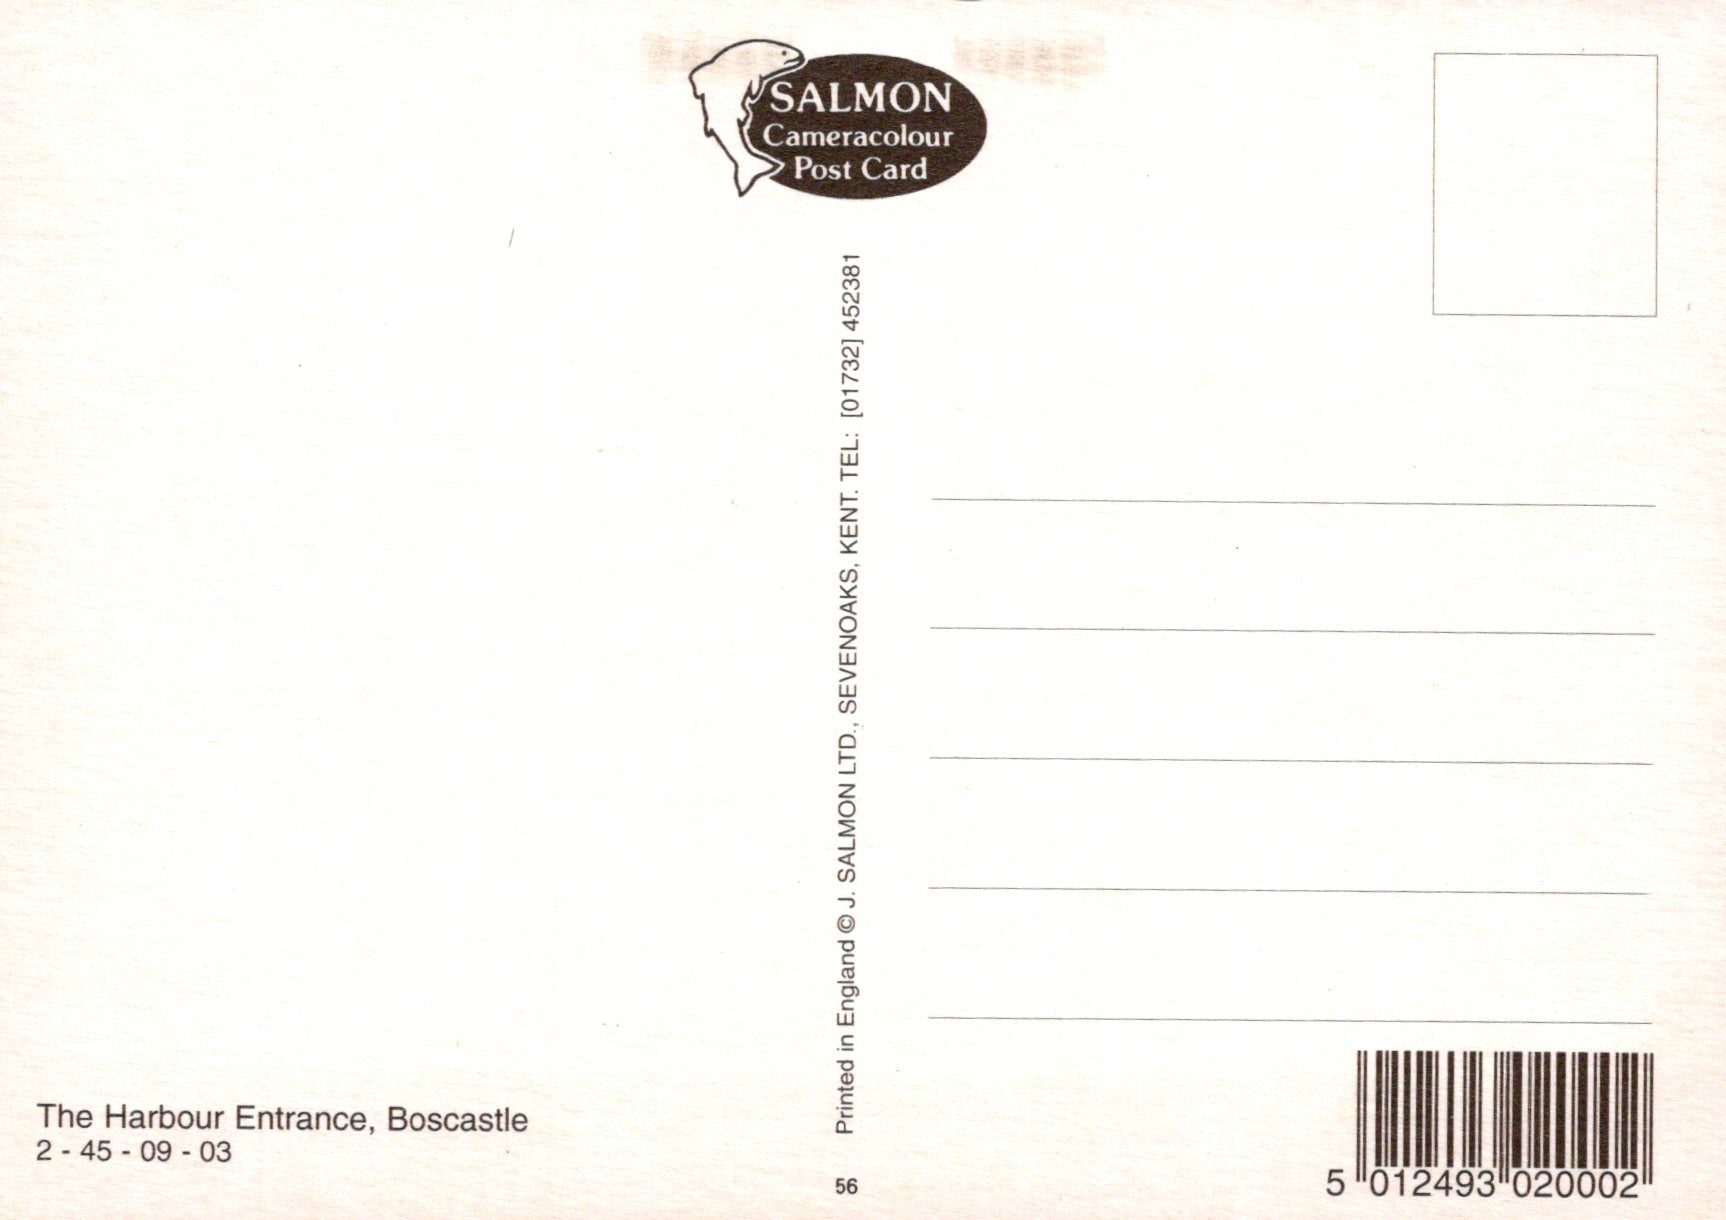 SALMON
Cameracolour
Post Card
Printed in England © J. SALMON LTD., SEVENOAKS, KENT. TEL: [01732] 452381
The Harbour Entrance, Boscastle
2 - 45 - 09 - 03
56
5 012493 020002